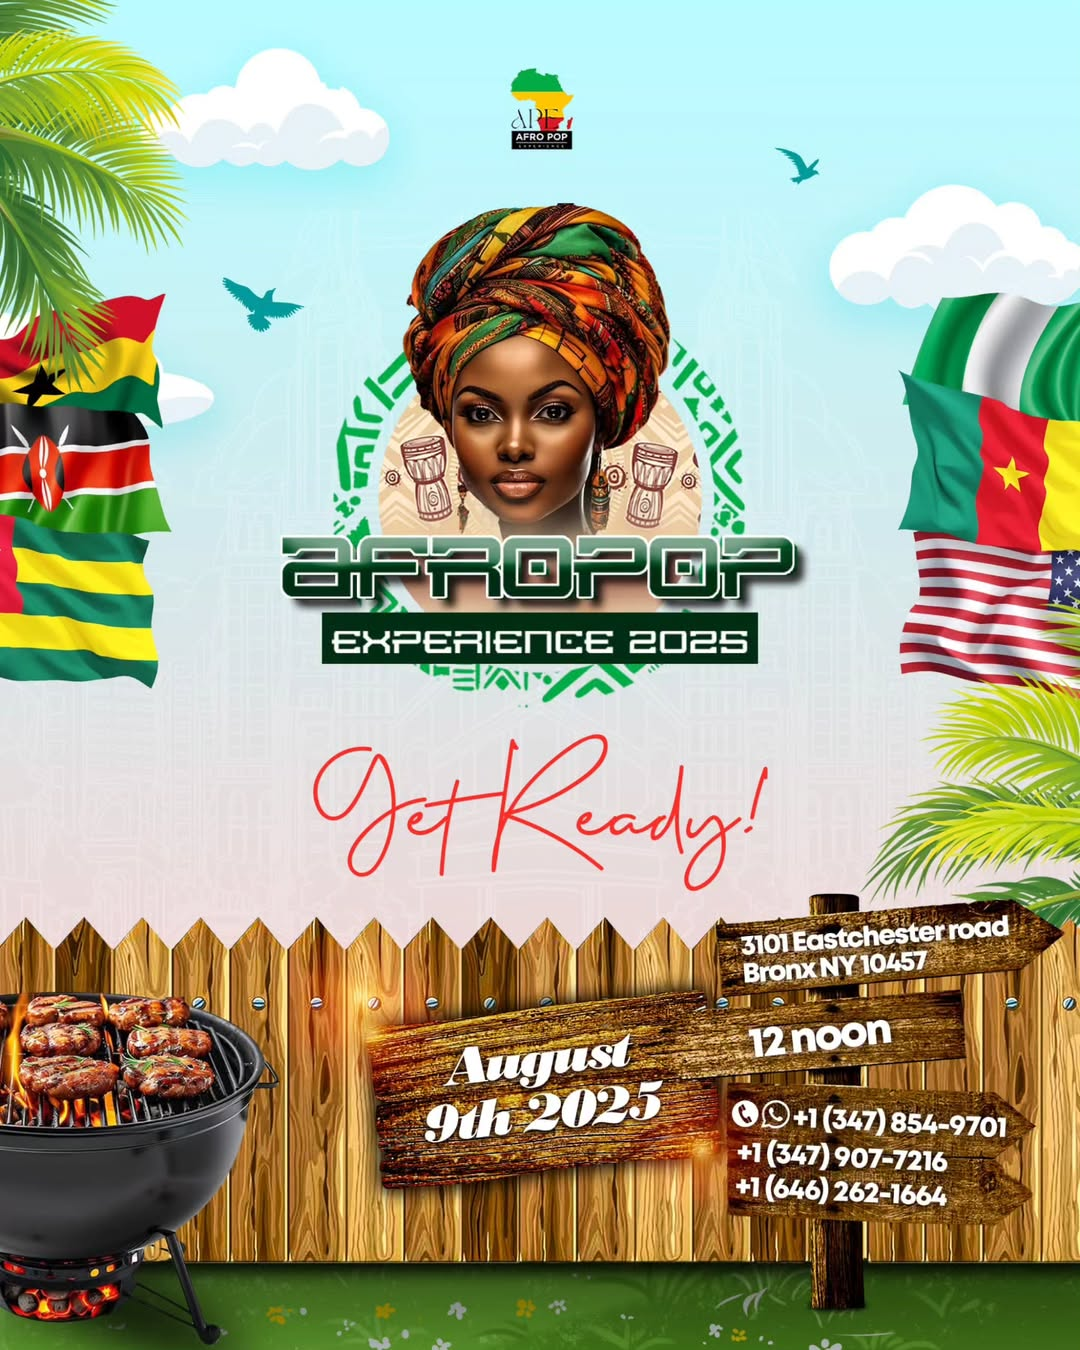 APE
AFRO POP
EXPERIENCE
AFROPOP
EXPERIENCE 2025
Get Ready!
3101 Eastchester road
Bronx NY 10457
12 noon
August
9th 2025
+1 (347) 854-9701
+1 (347) 907-7216
+1 (646) 262-1664